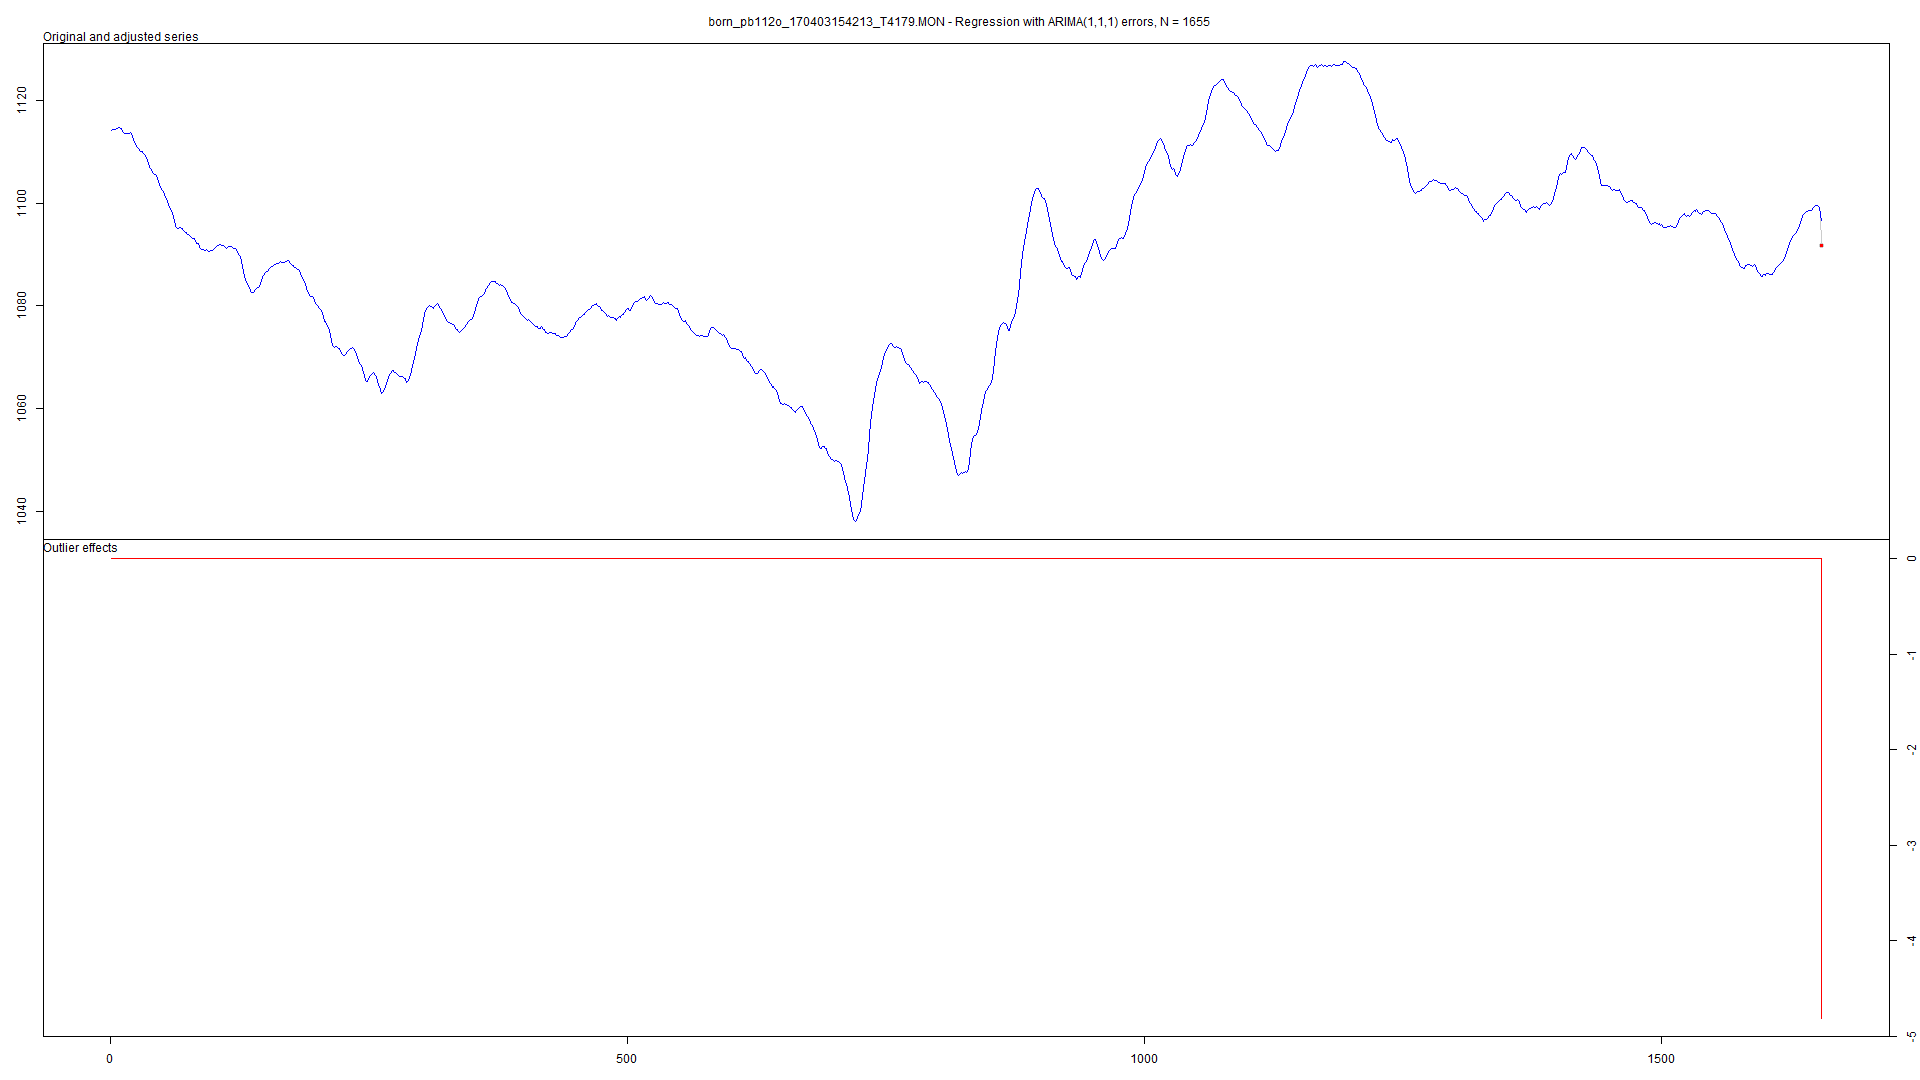 born_pb112o_170403154213_T4179.MON - Regression with ARIMA(1,1,1) errors, N = 1655
Original and adjusted series
1120
1100
1080
1060
1040
Outlier effects
0
-1
-2
-3
-4
-5
0 500 1000 1500